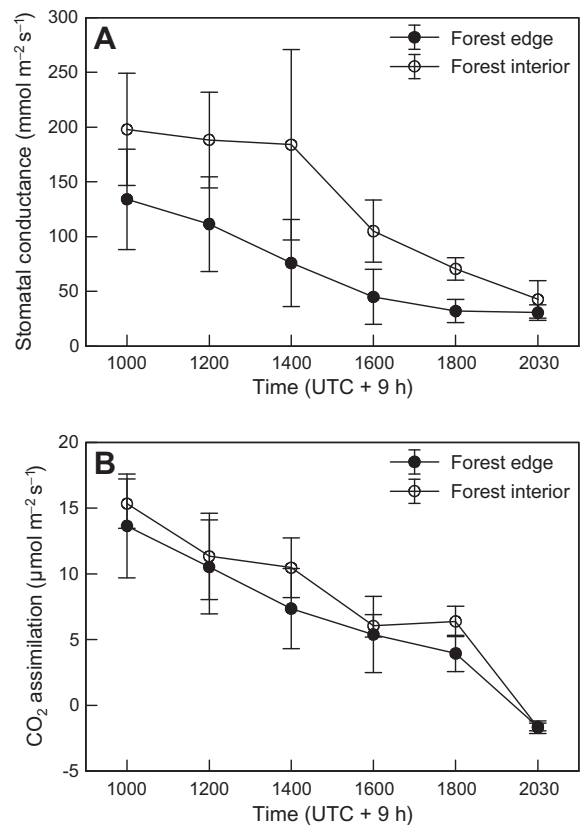 A
Forest edge
Forest interior
Stomatal conductance (mmol m⁻² s⁻¹)
300
250
200
150
100
50
0
1000 1200 1400 1600 1800 2030
Time (UTC + 9 h)
B
Forest edge
Forest interior
CO₂ assimilation (μmol m⁻² s⁻¹)
20
15
10
5
0
-5
1000 1200 1400 1600 1800 2030
Time (UTC + 9 h)